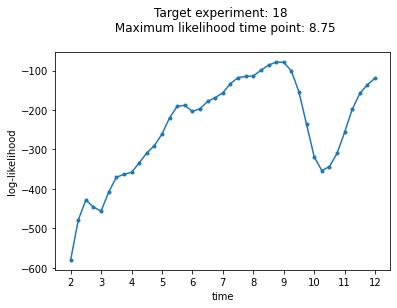 Target experiment: 18
Maximum likelihood time point: 8.75
log-likelihood
−100
−200
−300
−400
−500
−600
2 3 4 5 6 7 8 9 10 11 12
time